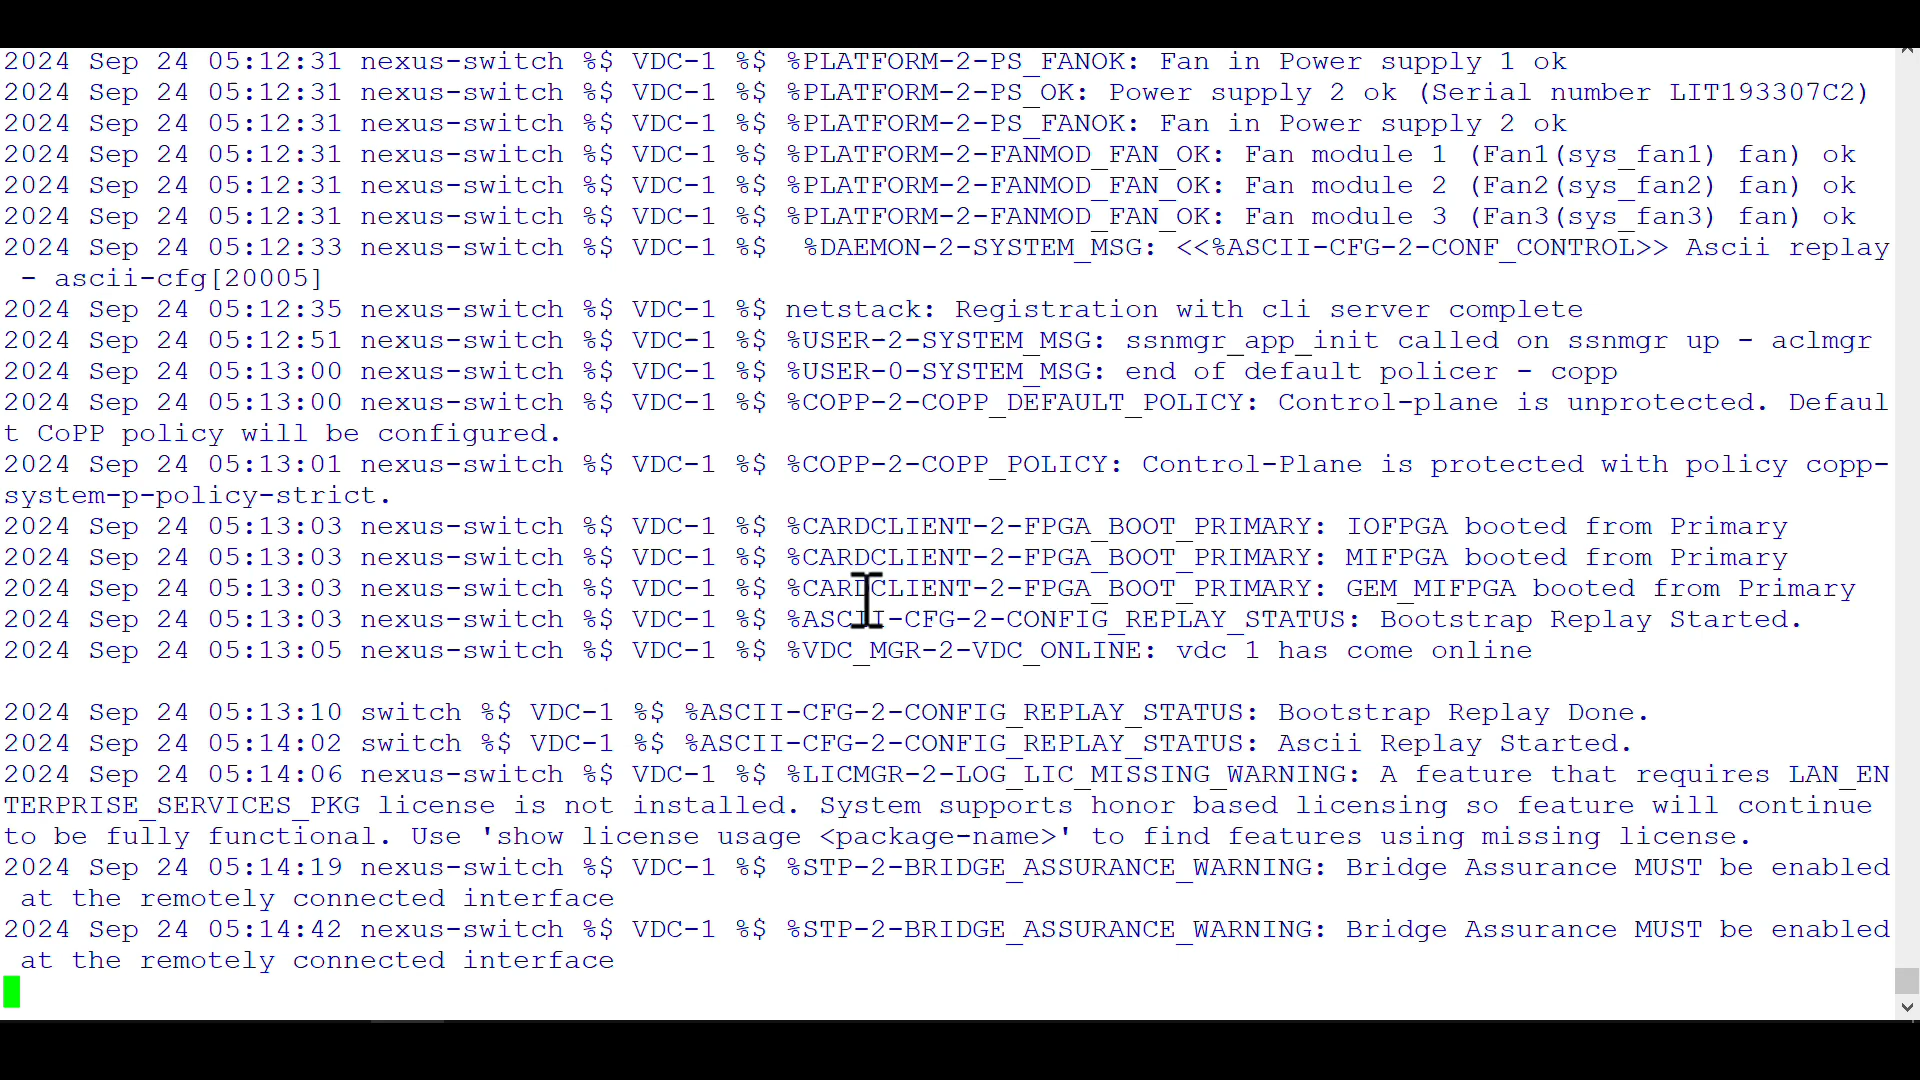 2024 Sep 24 05:12:31 nexus-switch %$ VDC-1 %$ %PLATFORM-2-PS_FANOK: Fan in Power supply 1 ok
2024 Sep 24 05:12:31 nexus-switch %$ VDC-1 %$ %PLATFORM-2-PS_OK: Power supply 2 ok (Serial number LIT193307C2)
2024 Sep 24 05:12:31 nexus-switch %$ VDC-1 %$ %PLATFORM-2-PS_FANOK: Fan in Power supply 2 ok
2024 Sep 24 05:12:31 nexus-switch %$ VDC-1 %$ %PLATFORM-2-FANMOD_FAN_OK: Fan module 1 (Fan1(sys_fan1) fan) ok
2024 Sep 24 05:12:31 nexus-switch %$ VDC-1 %$ %PLATFORM-2-FANMOD_FAN_OK: Fan module 2 (Fan2(sys_fan2) fan) ok
2024 Sep 24 05:12:31 nexus-switch %$ VDC-1 %$ %PLATFORM-2-FANMOD_FAN_OK: Fan module 3 (Fan3(sys_fan3) fan) ok
2024 Sep 24 05:12:33 nexus-switch %$ VDC-1 %$  %DAEMON-2-SYSTEM_MSG: <<%ASCII-CFG-2-CONF_CONTROL>> Ascii replay
 - ascii-cfg[20005]
2024 Sep 24 05:12:35 nexus-switch %$ VDC-1 %$ netstack: Registration with cli server complete
2024 Sep 24 05:12:51 nexus-switch %$ VDC-1 %$ %USER-2-SYSTEM_MSG: ssnmgr_app_init called on ssnmgr up - aclmgr
2024 Sep 24 05:13:00 nexus-switch %$ VDC-1 %$ %USER-0-SYSTEM_MSG: end of default policer - copp
2024 Sep 24 05:13:00 nexus-switch %$ VDC-1 %$ %COPP-2-COPP_DEFAULT_POLICY: Control-plane is unprotected. Defaul
t CoPP policy will be configured.
2024 Sep 24 05:13:01 nexus-switch %$ VDC-1 %$ %COPP-2-COPP_POLICY: Control-Plane is protected with policy copp-
system-p-policy-strict.
2024 Sep 24 05:13:03 nexus-switch %$ VDC-1 %$ %CARDCLIENT-2-FPGA_BOOT_PRIMARY: IOFPGA booted from Primary
2024 Sep 24 05:13:03 nexus-switch %$ VDC-1 %$ %CARDCLIENT-2-FPGA_BOOT_PRIMARY: MIFPGA booted from Primary
2024 Sep 24 05:13:03 nexus-switch %$ VDC-1 %$ %CARDCLIENT-2-FPGA_BOOT_PRIMARY: GEM_MIFPGA booted from Primary
2024 Sep 24 05:13:03 nexus-switch %$ VDC-1 %$ %ASCII-CFG-2-CONFIG_REPLAY_STATUS: Bootstrap Replay Started.
2024 Sep 24 05:13:05 nexus-switch %$ VDC-1 %$ %VDC_MGR-2-VDC_ONLINE: vdc 1 has come online
2024 Sep 24 05:13:10 switch %$ VDC-1 %$ %ASCII-CFG-2-CONFIG_REPLAY_STATUS: Bootstrap Replay Done.
2024 Sep 24 05:14:02 switch %$ VDC-1 %$ %ASCII-CFG-2-CONFIG_REPLAY_STATUS: Ascii Replay Started.
2024 Sep 24 05:14:06 nexus-switch %$ VDC-1 %$ %LICMGR-2-LOG_LIC_MISSING_WARNING: A feature that requires LAN_EN
TERPRISE_SERVICES_PKG license is not installed. System supports honor based licensing so feature will continue
to be fully functional. Use 'show license usage <package-name>' to find features using missing license.
2024 Sep 24 05:14:19 nexus-switch %$ VDC-1 %$ %STP-2-BRIDGE_ASSURANCE_WARNING: Bridge Assurance MUST be enabled
 at the remotely connected interface
2024 Sep 24 05:14:42 nexus-switch %$ VDC-1 %$ %STP-2-BRIDGE_ASSURANCE_WARNING: Bridge Assurance MUST be enabled
 at the remotely connected interface